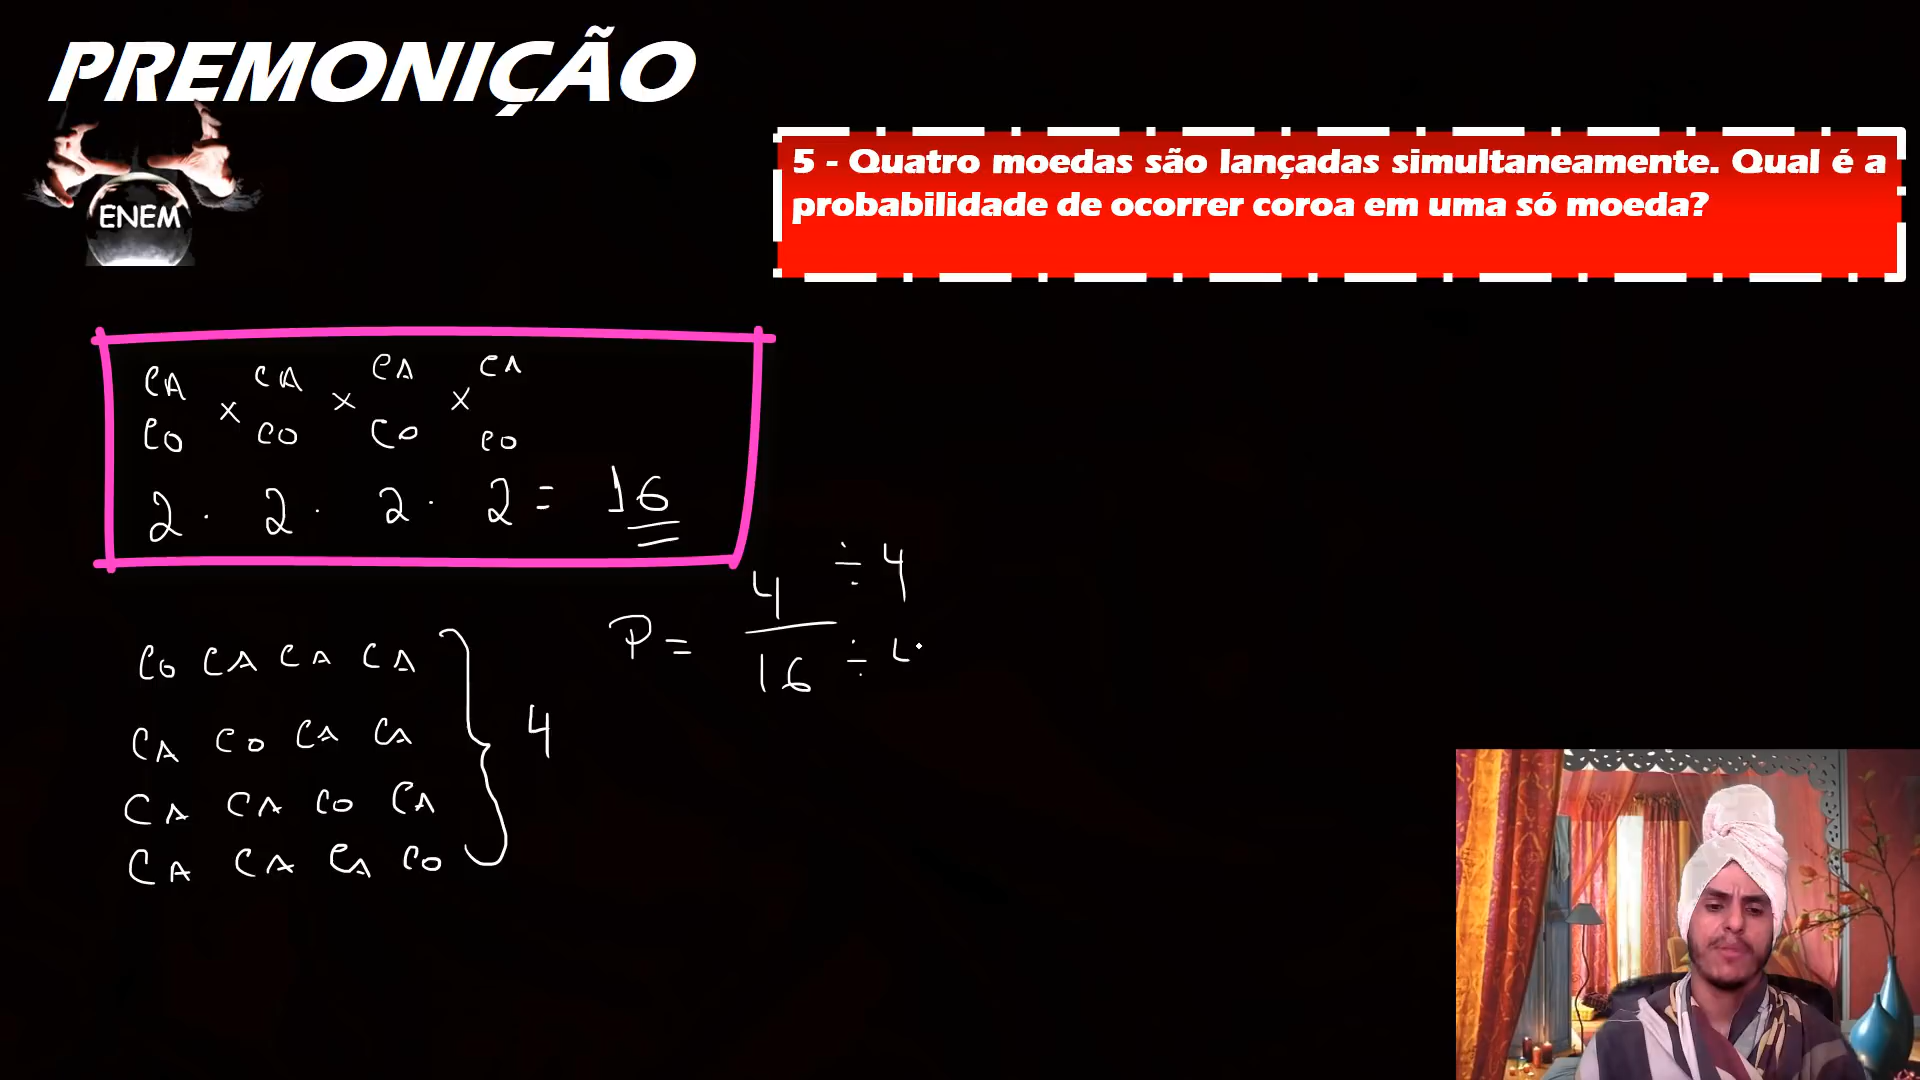 PREMONIÇÃO
ENEM
5 - Quatro moedas são lançadas simultaneamente. Qual é a
probabilidade de ocorrer coroa em uma só moeda?
CA × CA × CA × CA
CO CO CO CO
2 · 2 · 2 · 2 = 16
CO CA CA CA
CA CO CA CA
CA CA CO CA
CA CA CA CO
4
P =
4 ÷ 4
16 ÷